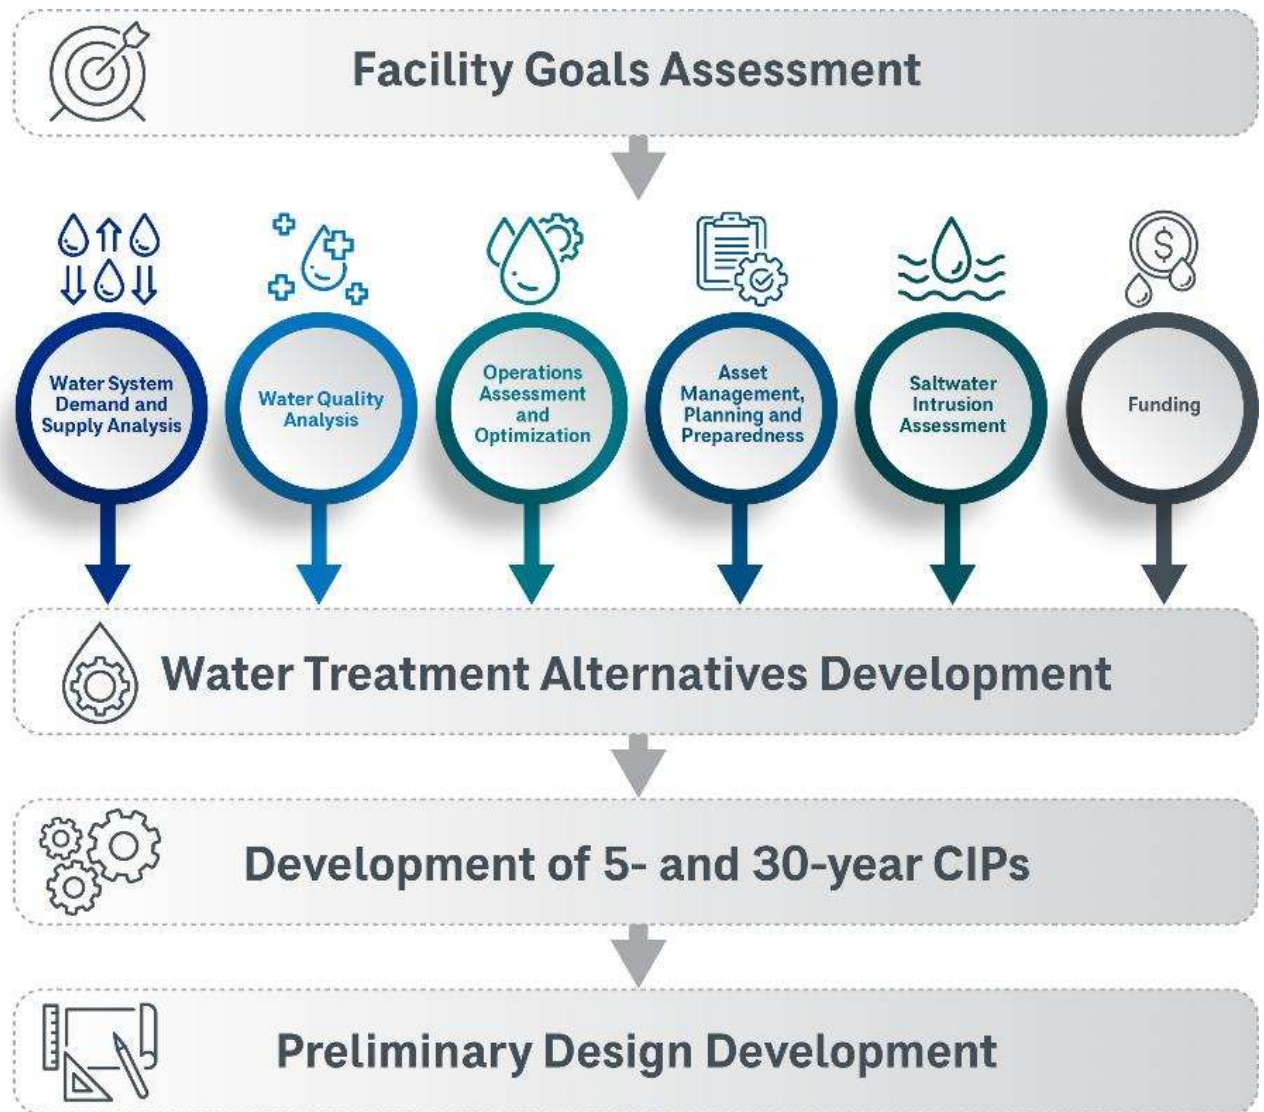 Facility Goals Assessment
$
Water System
Demand and
Supply Analysis
Water Quality
Analysis
Operations
Assessment
and
Optimization
Asset
Management,
Planning and
Preparedness
Saltwater
Intrusion
Assessment
Funding
Water Treatment Alternatives Development
Development of 5- and 30-year CIPs
Preliminary Design Development